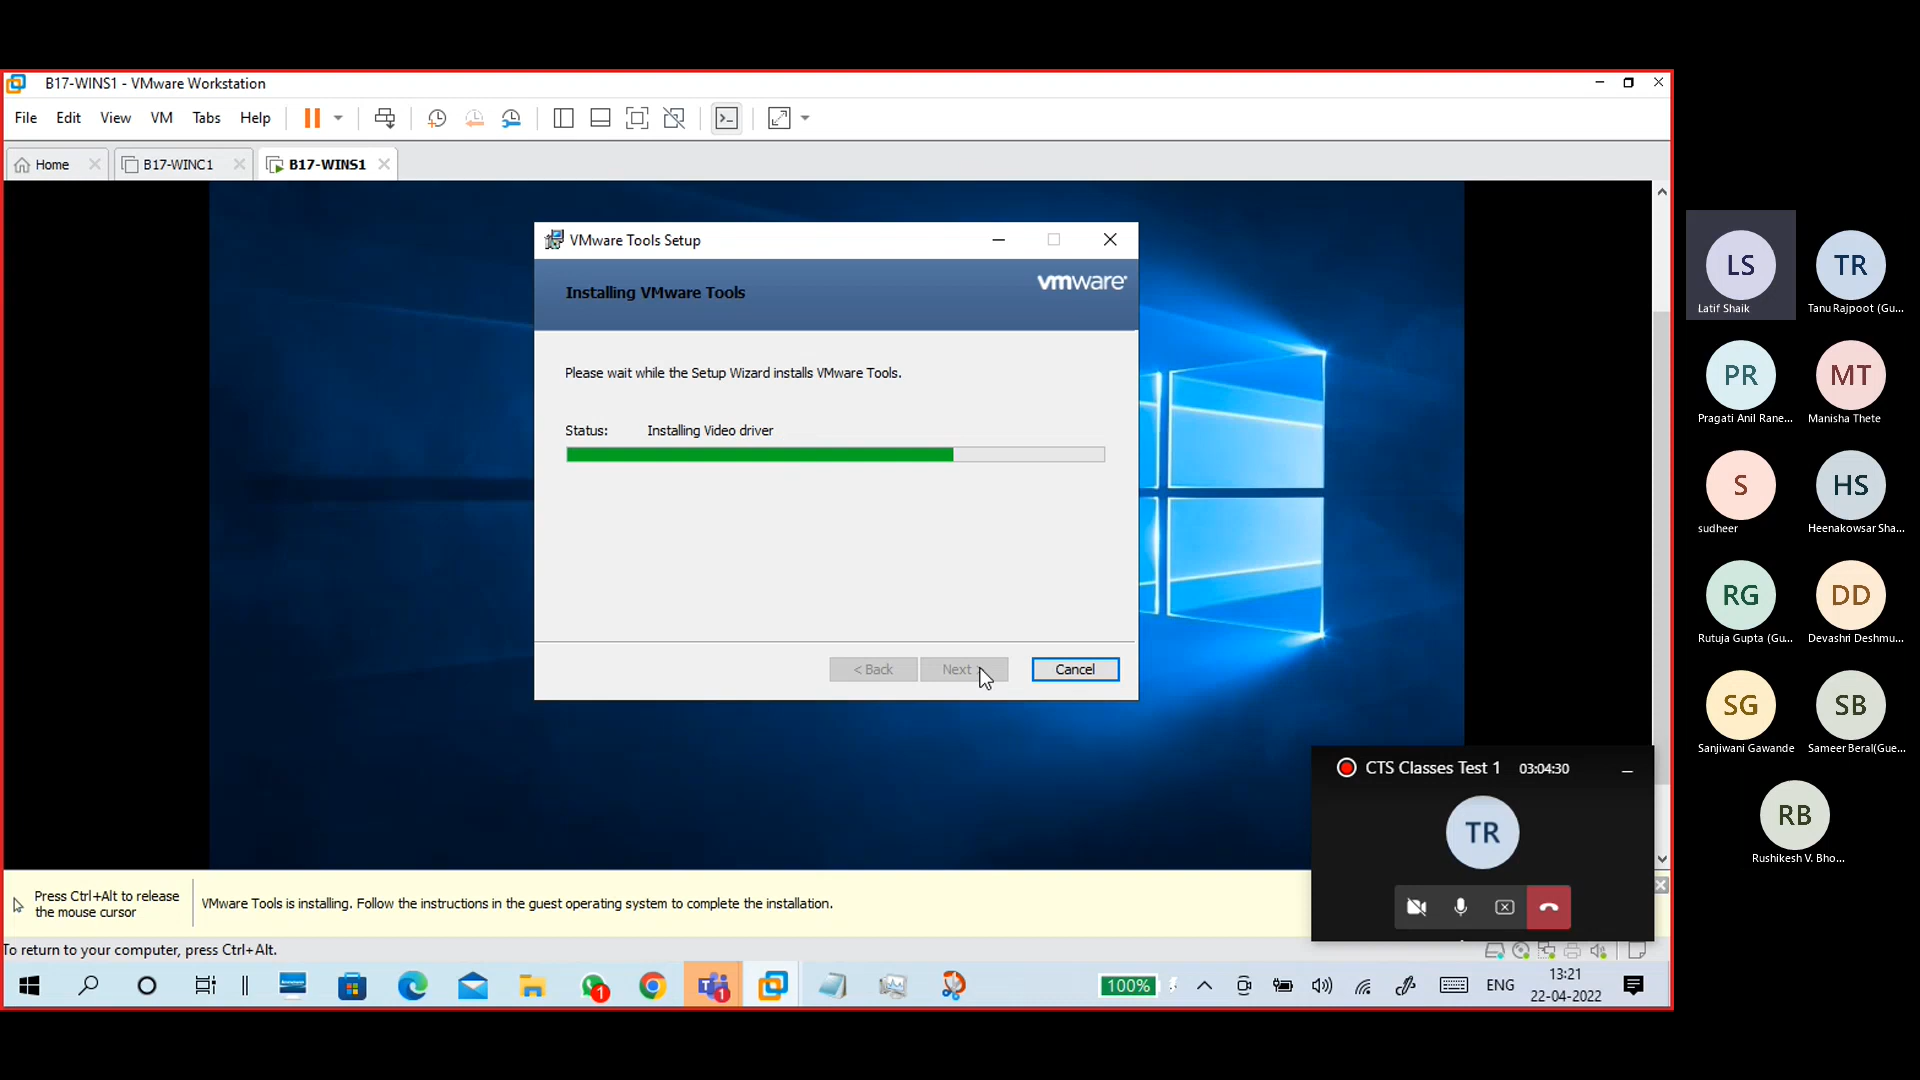 B17-WINS1 - VMware Workstation
File Edit View VM Tabs Help
Home B17-WINC1 B17-WINS1
VMware Tools Setup
Installing VMware Tools
vmware
Please wait while the Setup Wizard installs VMware Tools.
Status: Installing Video driver
< Back Next Cancel
CTS Classes Test 1 03:04:30
TR
Press Ctrl+Alt to release
the mouse cursor
VMware Tools is installing. Follow the instructions in the guest operating system to complete the installation.
To return to your computer, press Ctrl+Alt.
1
1
100%
ENG
13:21
22-04-2022
LS
Latif Shaik
TR
Tanu Rajpoot (Gu...
PR
Pragati Anil Rane...
MT
Manisha Thete
S
sudheer
HS
Heenakowsar Sha...
RG
Rutuja Gupta (Gu...
DD
Devashri Deshmu...
SG
Sanjiwani Gawande
SB
Sameer Beral(Gue...
RB
Rushikesh V. Bho...